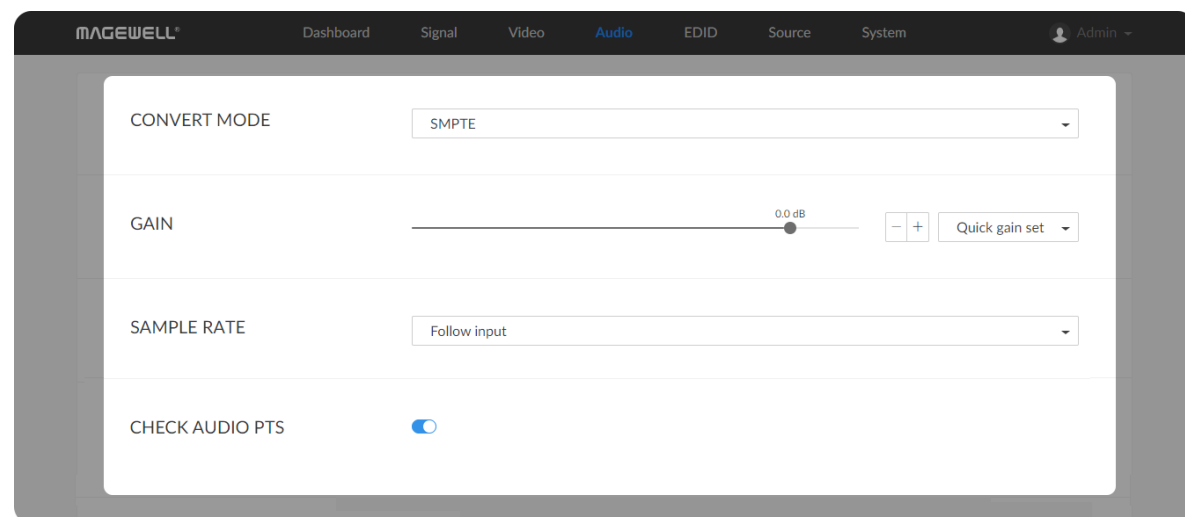 MAGEWELL®
Dashboard Signal Video Audio EDID Source System Admin
CONVERT MODE SMPTE
GAIN 0.0 dB − + Quick gain set
SAMPLE RATE Follow input
CHECK AUDIO PTS